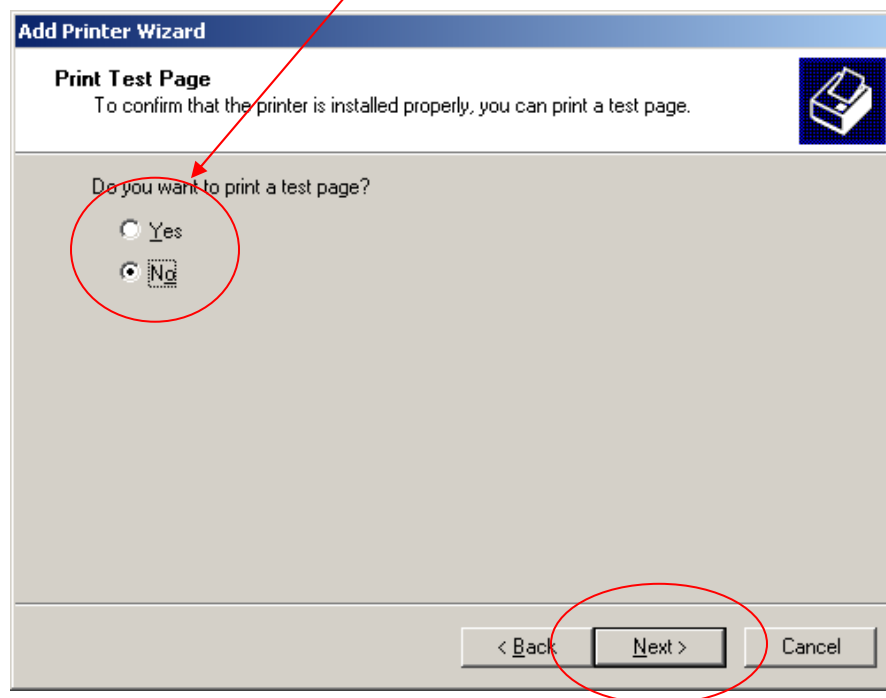 Add Printer Wizard
Print Test Page
To confirm that the printer is installed properly, you can print a test page.
Do you want to print a test page?
Yes
No
< Back Next > Cancel